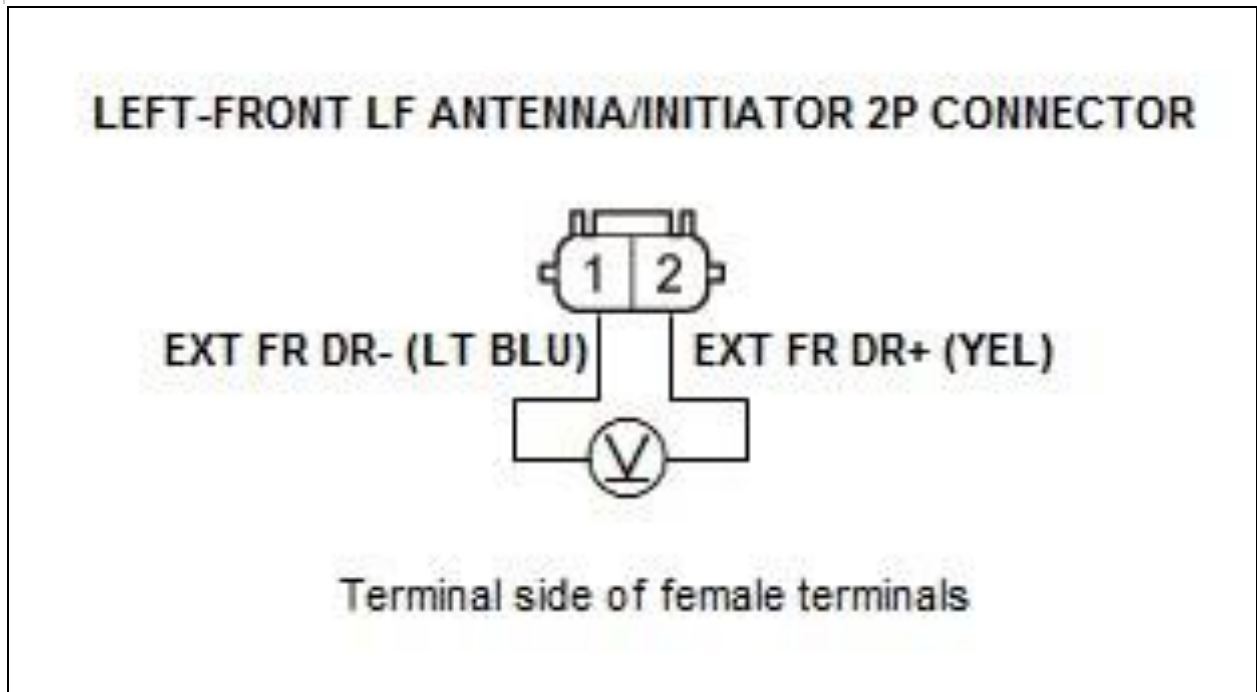 LEFT-FRONT LF ANTENNA/INITIATOR 2P CONNECTOR
1 2
EXT FR DR- (LT BLU) EXT FR DR+ (YEL)
V
Terminal side of female terminals